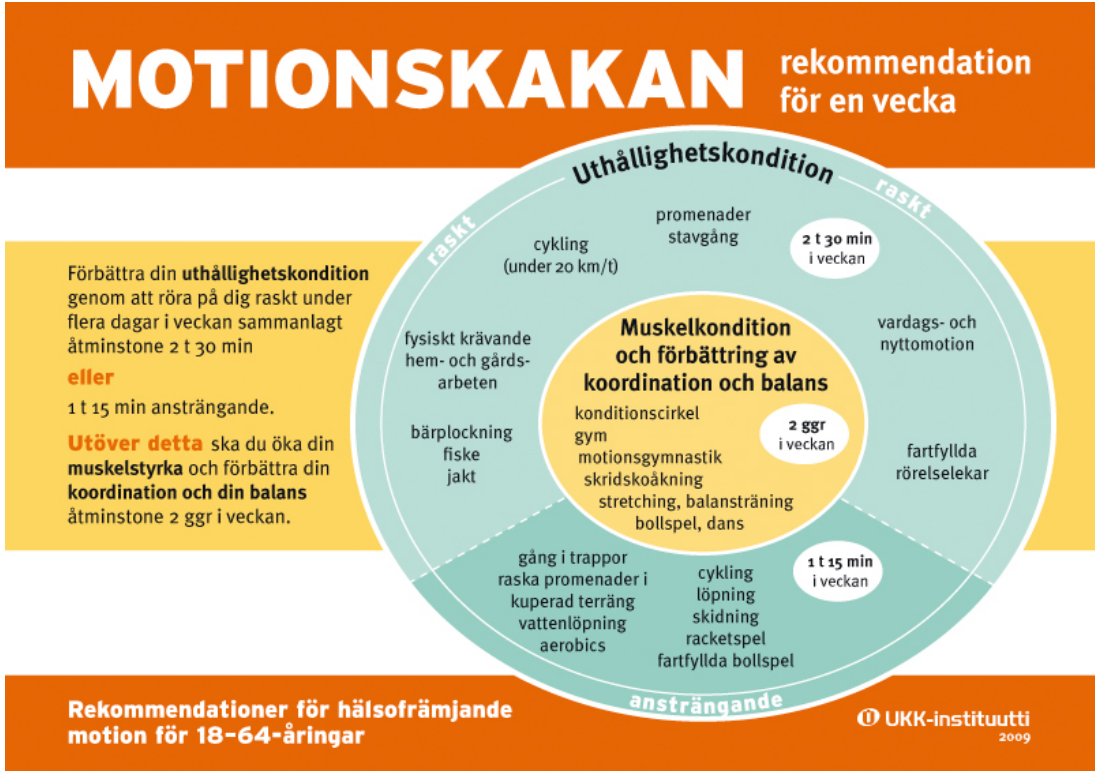 MOTIONSKAKAN
rekommendation
för en vecka
Förbättra din uthållighetskondition
genom att röra på dig raskt under
flera dagar i veckan sammanlagt
åtminstone 2 t 30 min
eller
1 t 15 min ansträngande.
Utöver detta ska du öka din
muskelstyrka och förbättra din
koordination och din balans
åtminstone 2 ggr i veckan.
Uthållighetskondition
raskt
raskt
promenader
stavgång
2 t 30 min
i veckan
cykling
(under 20 km/t)
vardags- och
nyttomotion
fysiskt krävande
hem- och gårds-
arbeten
bärplockning
fiske
jakt
fartfyllda
rörelselekar
Muskelkondition
och förbättring av
koordination och balans
konditionscirkel
gym
motionsgymnastik
skridskoåkning
stretching, balansträning
bollspel, dans
2 ggr
i veckan
gång i trappor
raska promenader i
kuperad terräng
vattenlöpning
aerobics
cykling
löpning
skidning
racketspel
fartfyllda bollspel
1 t 15 min
i veckan
ansträngande
Rekommendationer för hälsofrämjande
motion för 18–64-åringar
UKK-instituutti
2009